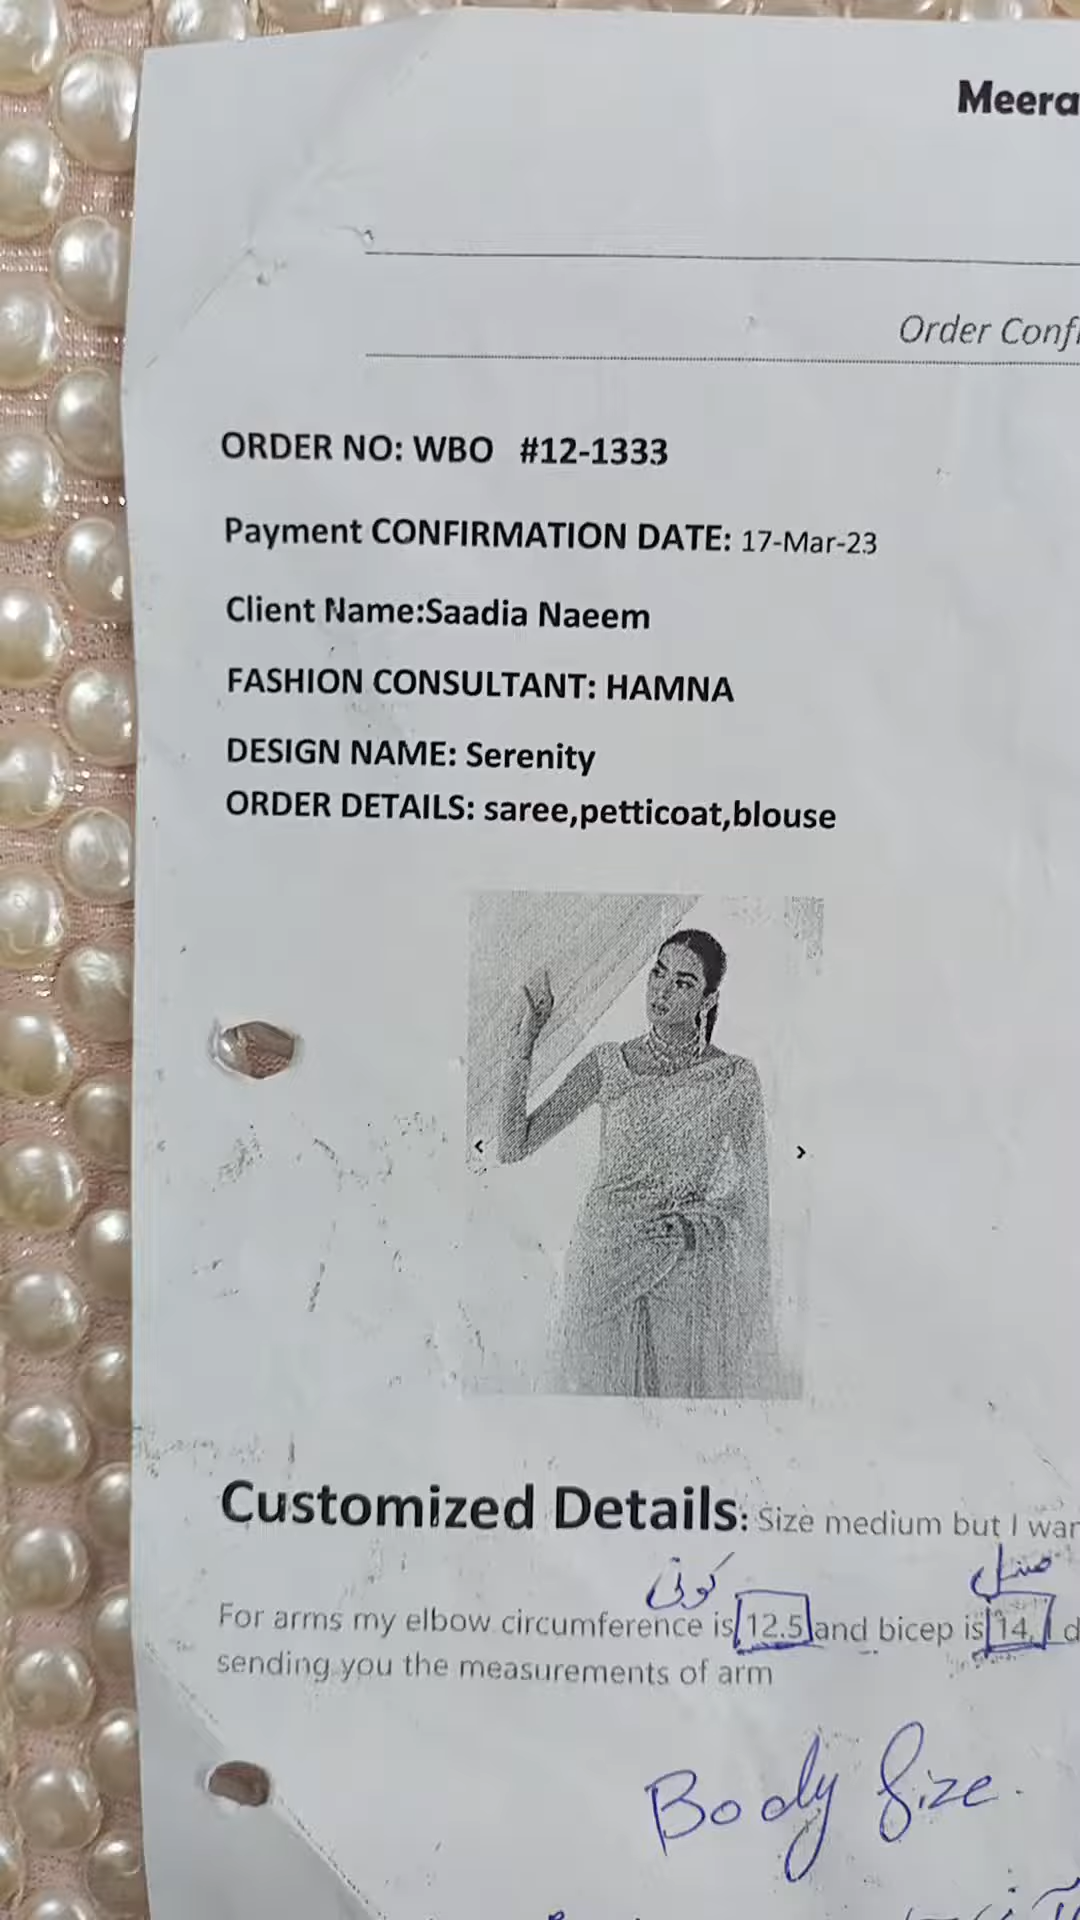 Meera
Order Confi
ORDER NO: WBO #12-1333
Payment CONFIRMATION DATE: 17-Mar-23
Client Name:Saadia Naeem
FASHION CONSULTANT: HAMNA
DESIGN NAME: Serenity
ORDER DETAILS: saree,petticoat,blouse
< >
Customized Details: Size medium but I wan
کونی
For arms my elbow circumference is 12.5 and bicep is 14, I d
sending you the measurements of arm
Body Size.